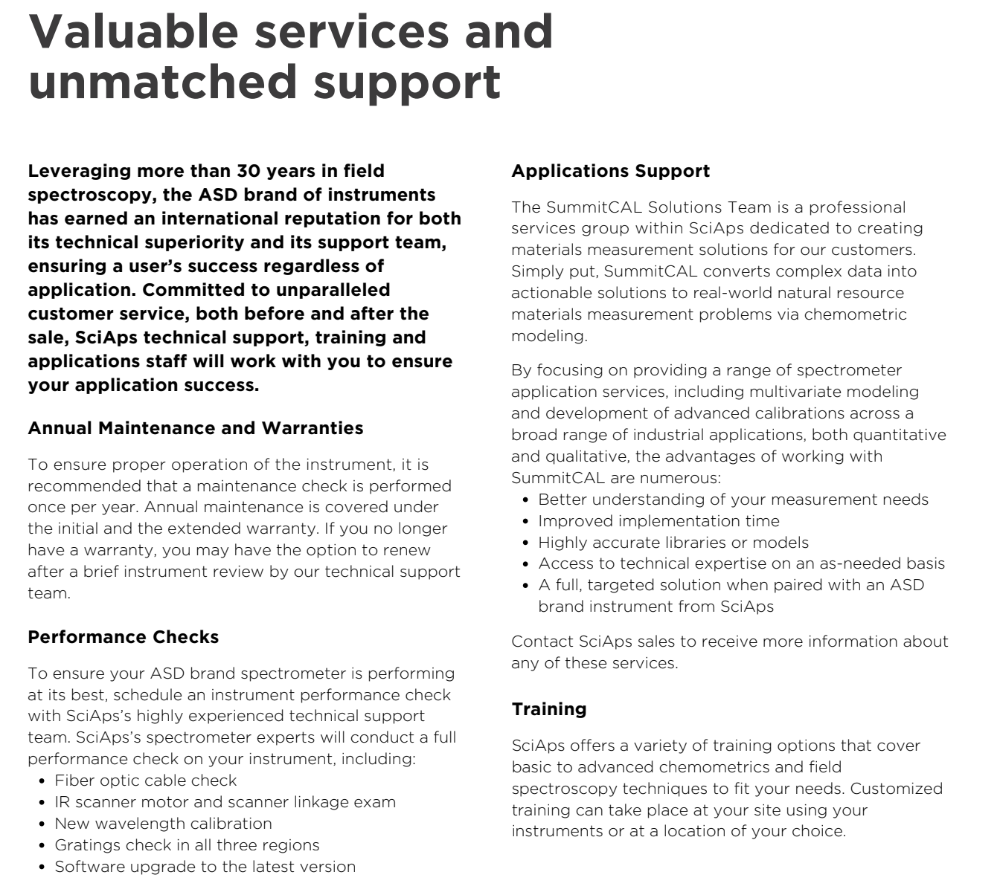 Valuable services and
unmatched support
Leveraging more than 30 years in field
spectroscopy, the ASD brand of instruments
has earned an international reputation for both
its technical superiority and its support team,
ensuring a user’s success regardless of
application. Committed to unparalleled
customer service, both before and after the
sale, SciAps technical support, training and
applications staff will work with you to ensure
your application success.
Annual Maintenance and Warranties
To ensure proper operation of the instrument, it is
recommended that a maintenance check is performed
once per year. Annual maintenance is covered under
the initial and the extended warranty. If you no longer
have a warranty, you may have the option to renew
after a brief instrument review by our technical support
team.
Performance Checks
To ensure your ASD brand spectrometer is performing
at its best, schedule an instrument performance check
with SciAps’s highly experienced technical support
team. SciAps’s spectrometer experts will conduct a full
performance check on your instrument, including:
• Fiber optic cable check
• IR scanner motor and scanner linkage exam
• New wavelength calibration
• Gratings check in all three regions
• Software upgrade to the latest version
Applications Support
The SummitCAL Solutions Team is a professional
services group within SciAps dedicated to creating
materials measurement solutions for our customers.
Simply put, SummitCAL converts complex data into
actionable solutions to real-world natural resource
materials measurement problems via chemometric
modeling.
By focusing on providing a range of spectrometer
application services, including multivariate modeling
and development of advanced calibrations across a
broad range of industrial applications, both quantitative
and qualitative, the advantages of working with
SummitCAL are numerous:
• Better understanding of your measurement needs
• Improved implementation time
• Highly accurate libraries or models
• Access to technical expertise on an as-needed basis
• A full, targeted solution when paired with an ASD
brand instrument from SciAps
Contact SciAps sales to receive more information about
any of these services.
Training
SciAps offers a variety of training options that cover
basic to advanced chemometrics and field
spectroscopy techniques to fit your needs. Customized
training can take place at your site using your
instruments or at a location of your choice.